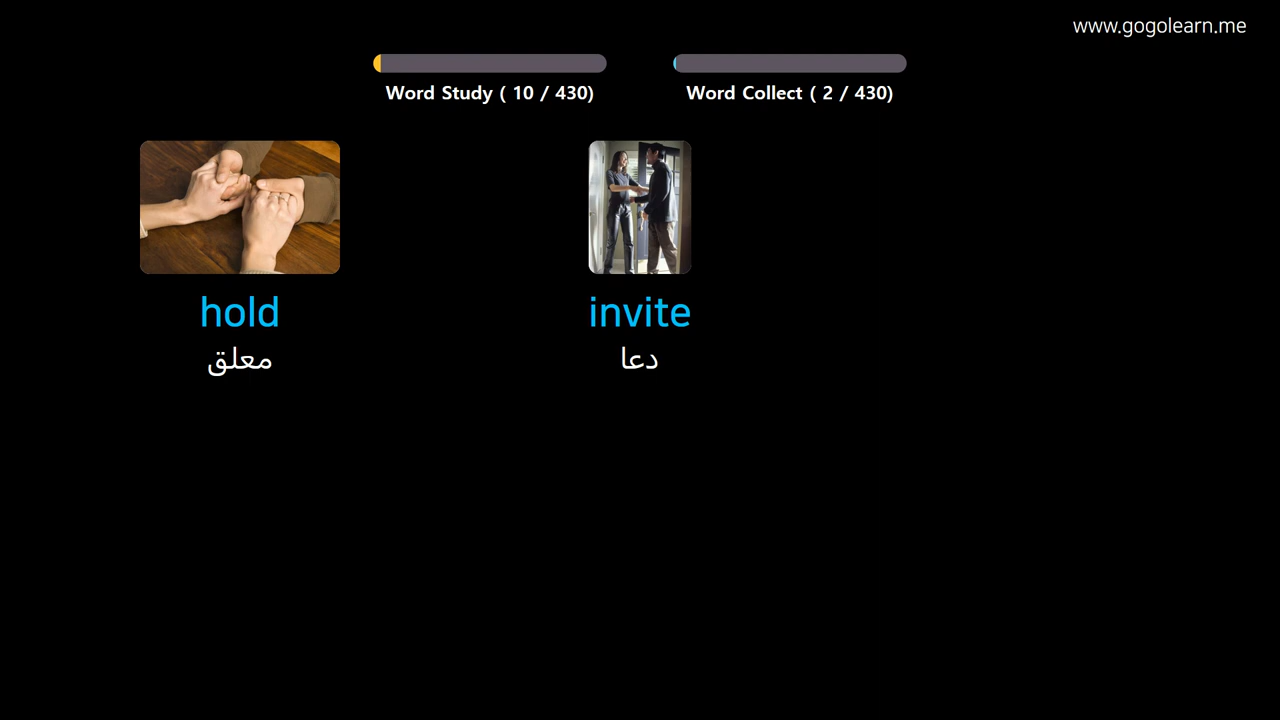 www.gogolearn.me
Word Study ( 10 / 430)
Word Collect ( 2 / 430)
hold
معلق
invite
دعا